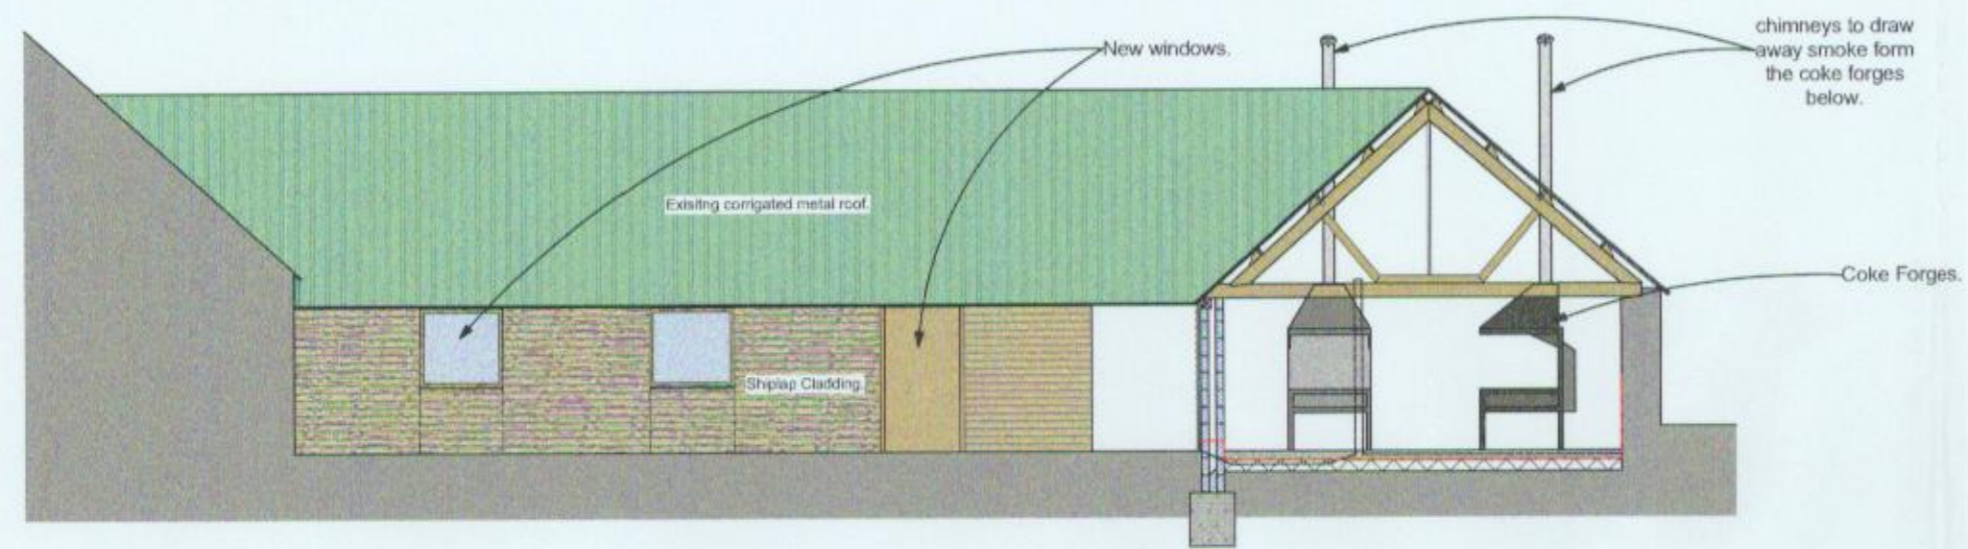 New windows.
chimneys to draw
away smoke form
the coke forges
below.
Exisitng corrigated metal roof.
Coke Forges.
Shiplap Cladding.